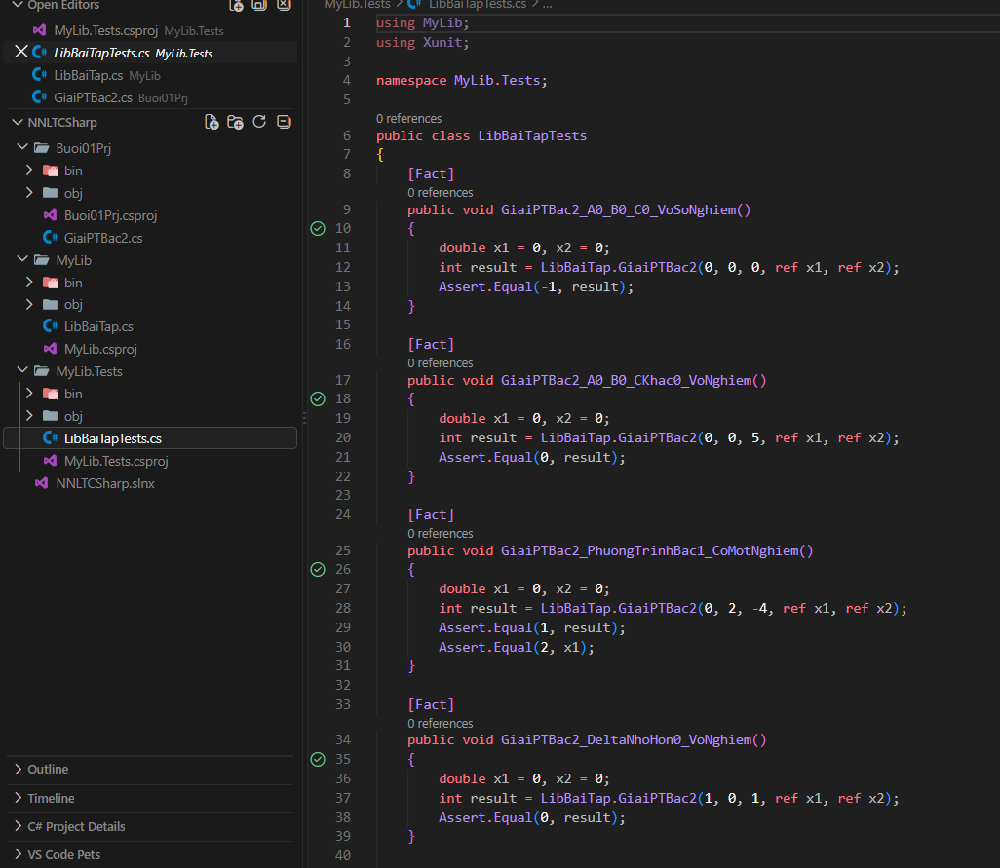 Open Editors
MyLib.Tests.csproj MyLib.Tests
LibBaiTapTests.cs MyLib.Tests
LibBaiTap.cs MyLib
GiaiPTBac2.cs Buoi01Prj
NNLTCSharp
Buoi01Prj
bin
obj
Buoi01Prj.csproj
GiaiPTBac2.cs
MyLib
bin
obj
LibBaiTap.cs
MyLib.csproj
MyLib.Tests
bin
obj
LibBaiTapTests.cs
MyLib.Tests.csproj
NNLTCSharp.slnx
Outline
Timeline
C# Project Details
VS Code Pets
MyLib.Tests > LibBaiTapTests.cs > ...
1 using MyLib;
2 using Xunit;
3
4 namespace MyLib.Tests;
5
0 references
6 public class LibBaiTapTests
7 {
8 [Fact]
0 references
9 public void GiaiPTBac2_A0_B0_C0_VoSoNghiem()
10 {
11 double x1 = 0, x2 = 0;
12 int result = LibBaiTap.GiaiPTBac2(0, 0, 0, ref x1, ref x2);
13 Assert.Equal(-1, result);
14 }
15
16 [Fact]
0 references
17 public void GiaiPTBac2_A0_B0_CKhac0_VoNghiem()
18 {
19 double x1 = 0, x2 = 0;
20 int result = LibBaiTap.GiaiPTBac2(0, 0, 5, ref x1, ref x2);
21 Assert.Equal(0, result);
22 }
23
24 [Fact]
0 references
25 public void GiaiPTBac2_PhuongTrinhBac1_CoMotNghiem()
26 {
27 double x1 = 0, x2 = 0;
28 int result = LibBaiTap.GiaiPTBac2(0, 2, -4, ref x1, ref x2);
29 Assert.Equal(1, result);
30 Assert.Equal(2, x1);
31 }
32
33 [Fact]
0 references
34 public void GiaiPTBac2_DeltaNhoHon0_VoNghiem()
35 {
36 double x1 = 0, x2 = 0;
37 int result = LibBaiTap.GiaiPTBac2(1, 0, 1, ref x1, ref x2);
38 Assert.Equal(0, result);
39 }
40